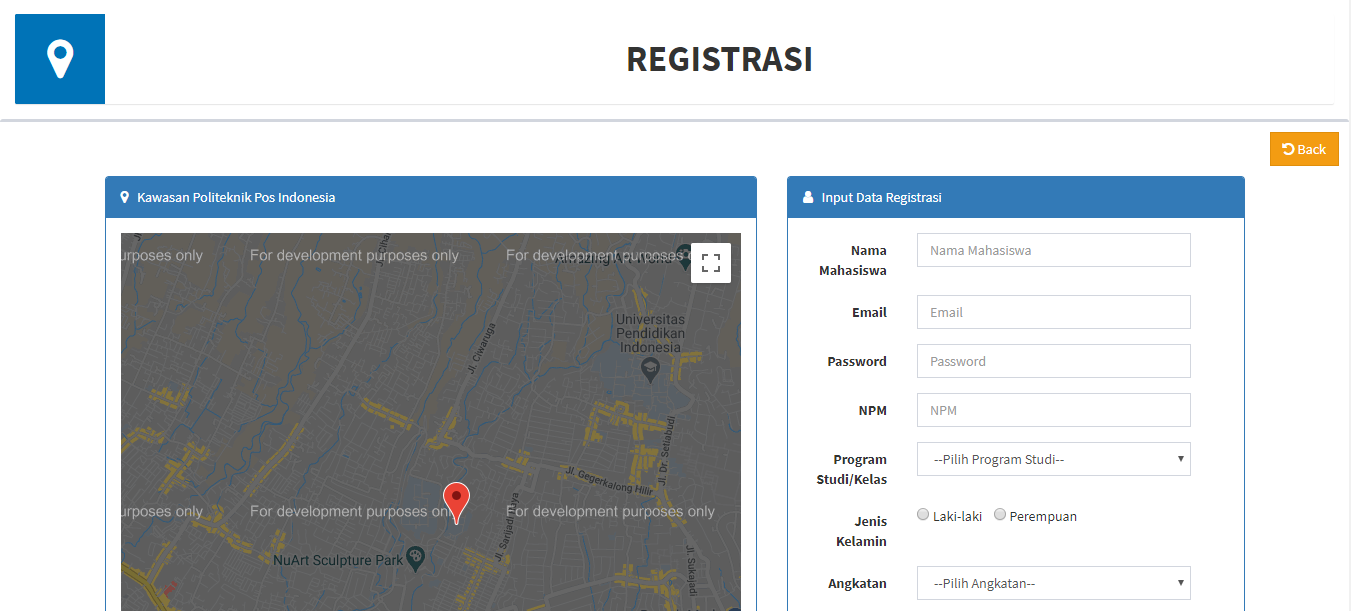 REGISTRASI
Back
Kawasan Politeknik Pos Indonesia
urposes only
For development purposes only
For development purposes
Jl. Ciwaruga
Universitas
Pendidikan
Indonesia
Jl. Dr. Setiabudi
Jl. Gegerkalong Hilir
urposes only
For development purposes only
For development purposes only
Jl. Sarijadi Raya
NuArt Sculpture Park
Jl. Sukajadi
Input Data Registrasi
Nama
Mahasiswa
Nama Mahasiswa
Email
Email
Password
Password
NPM
NPM
Program
Studi/Kelas
--Pilih Program Studi--
Jenis
Kelamin
Laki-laki
Perempuan
Angkatan
--Pilih Angkatan--